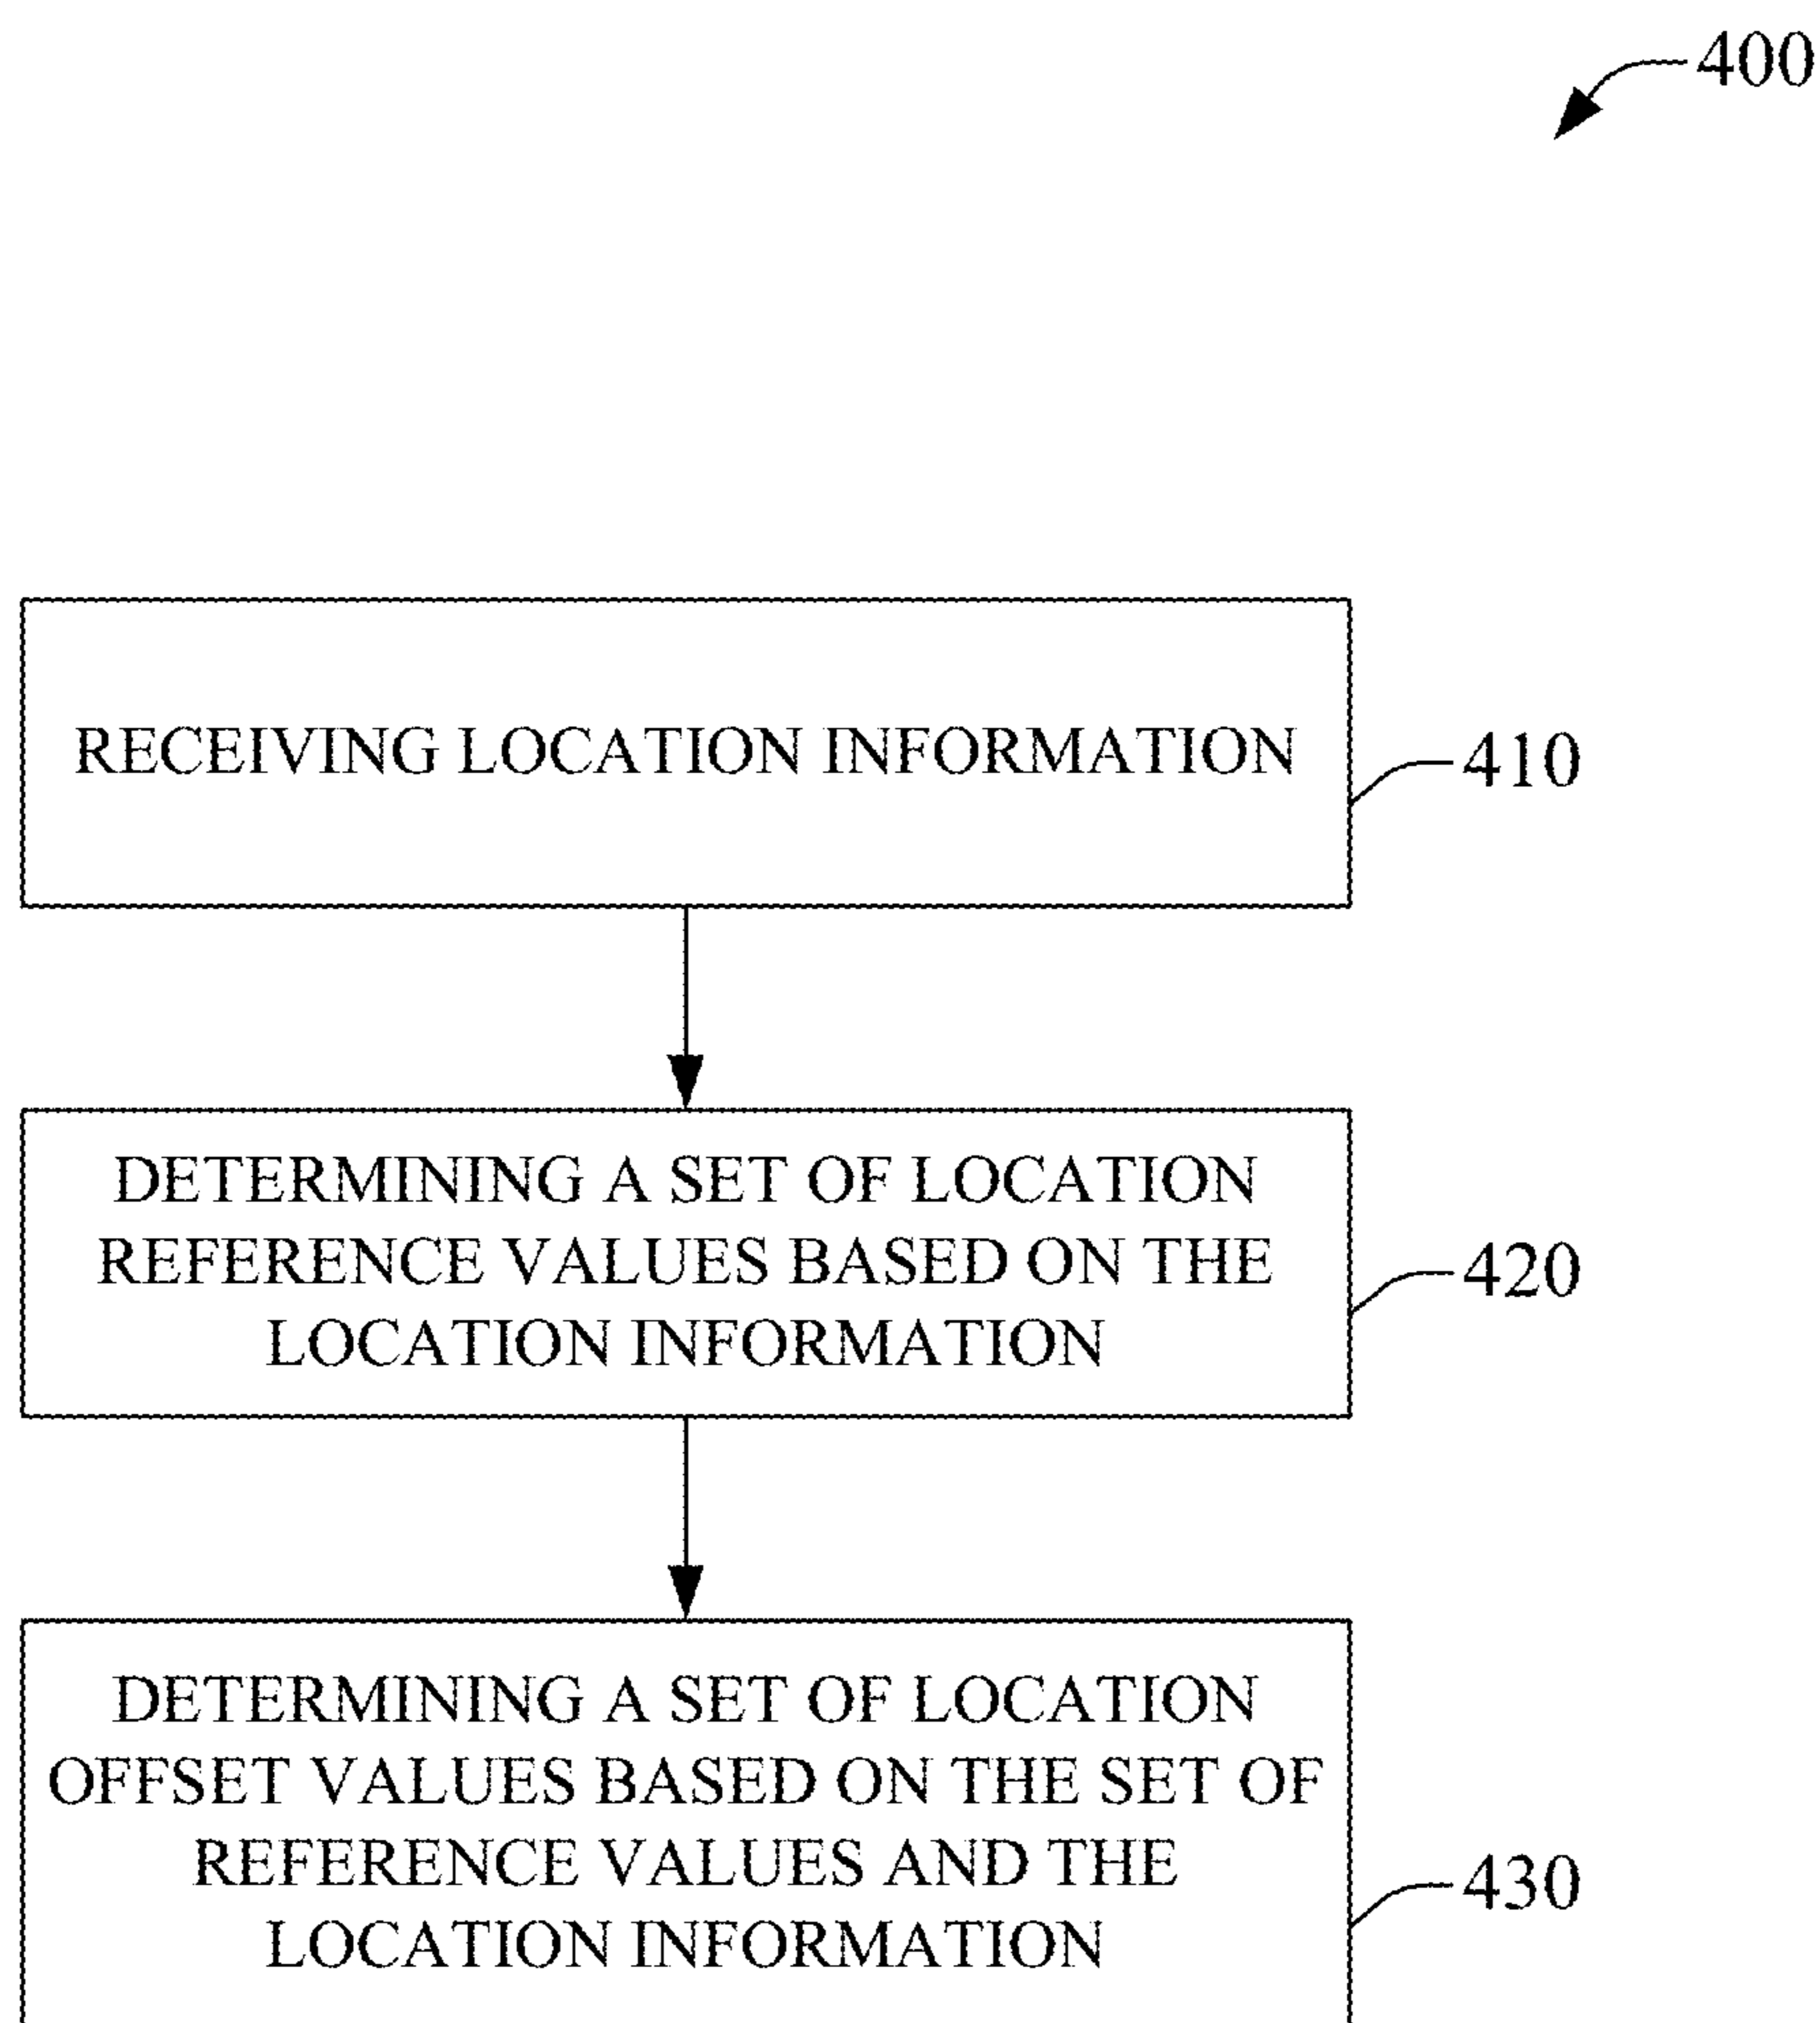 400
RECEIVING LOCATION INFORMATION
410
DETERMINING A SET OF LOCATION
REFERENCE VALUES BASED ON THE
LOCATION INFORMATION
420
DETERMINING A SET OF LOCATION
OFFSET VALUES BASED ON THE SET OF
REFERENCE VALUES AND THE
LOCATION INFORMATION
430